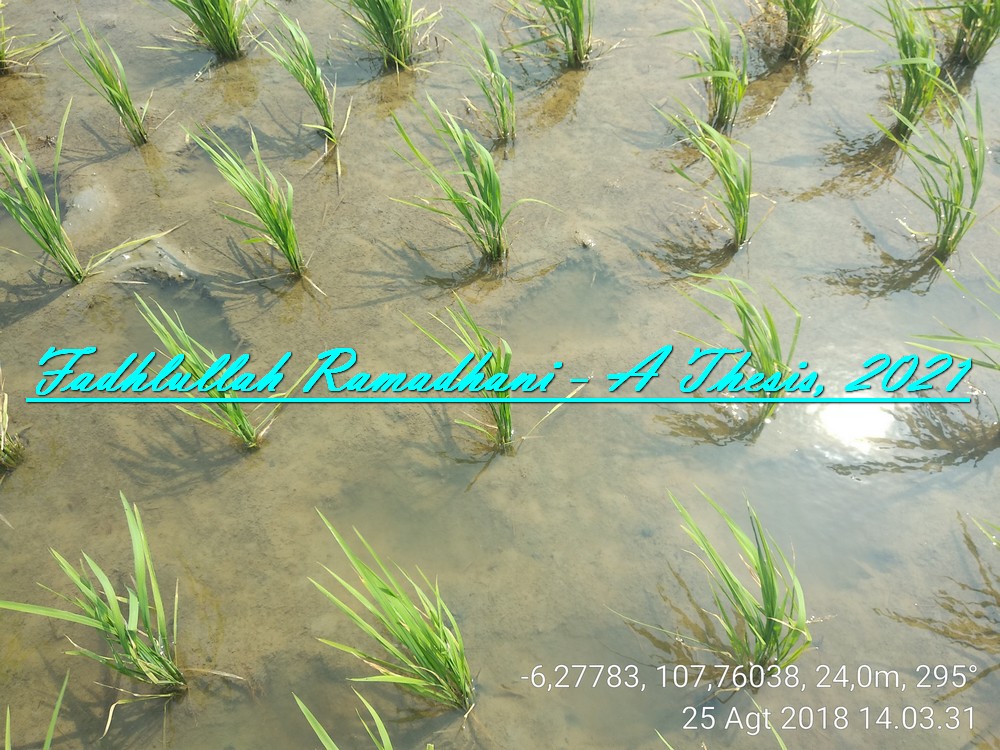 Fadhlullah Ramadhani - A Thesis, 2021
-6,27783, 107,76038, 24,0m, 295°
25 Agt 2018 14.03.31